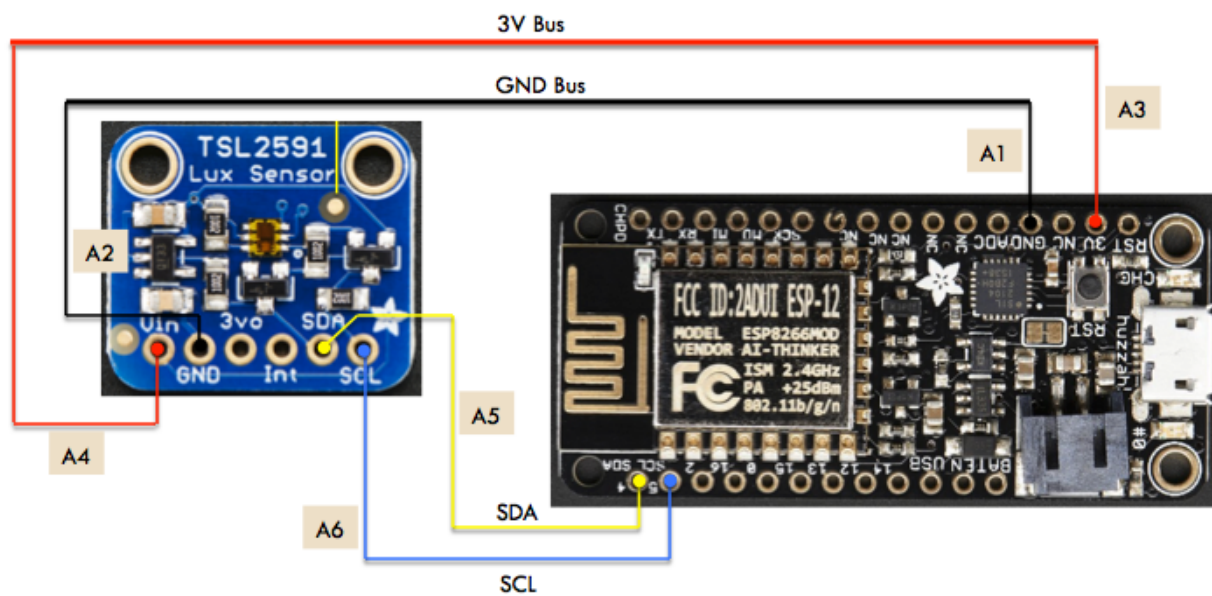 3V Bus
GND Bus
A3
A1
TSL2591
Lux Sensor
A2
Vin
3vo
SDA
GND
Int
SCL
A4
A5
A6
SDA
SCL
CHPD
TX
RX
MI
MO
SCK
NC
NC
NC
NC
ADC
GND
NC
3V
RST
CHG
RST
huzzah!
#0
FCC ID:2ADUI ESP-12
MODEL ESP8266MOD
VENDOR AI-THINKER
FC
ISM 2.4GHz
PA +25dBm
802.11b/g/n
SDA
SCL
4
5
2
16
0
15
13
12
14
USB
EN
BAT